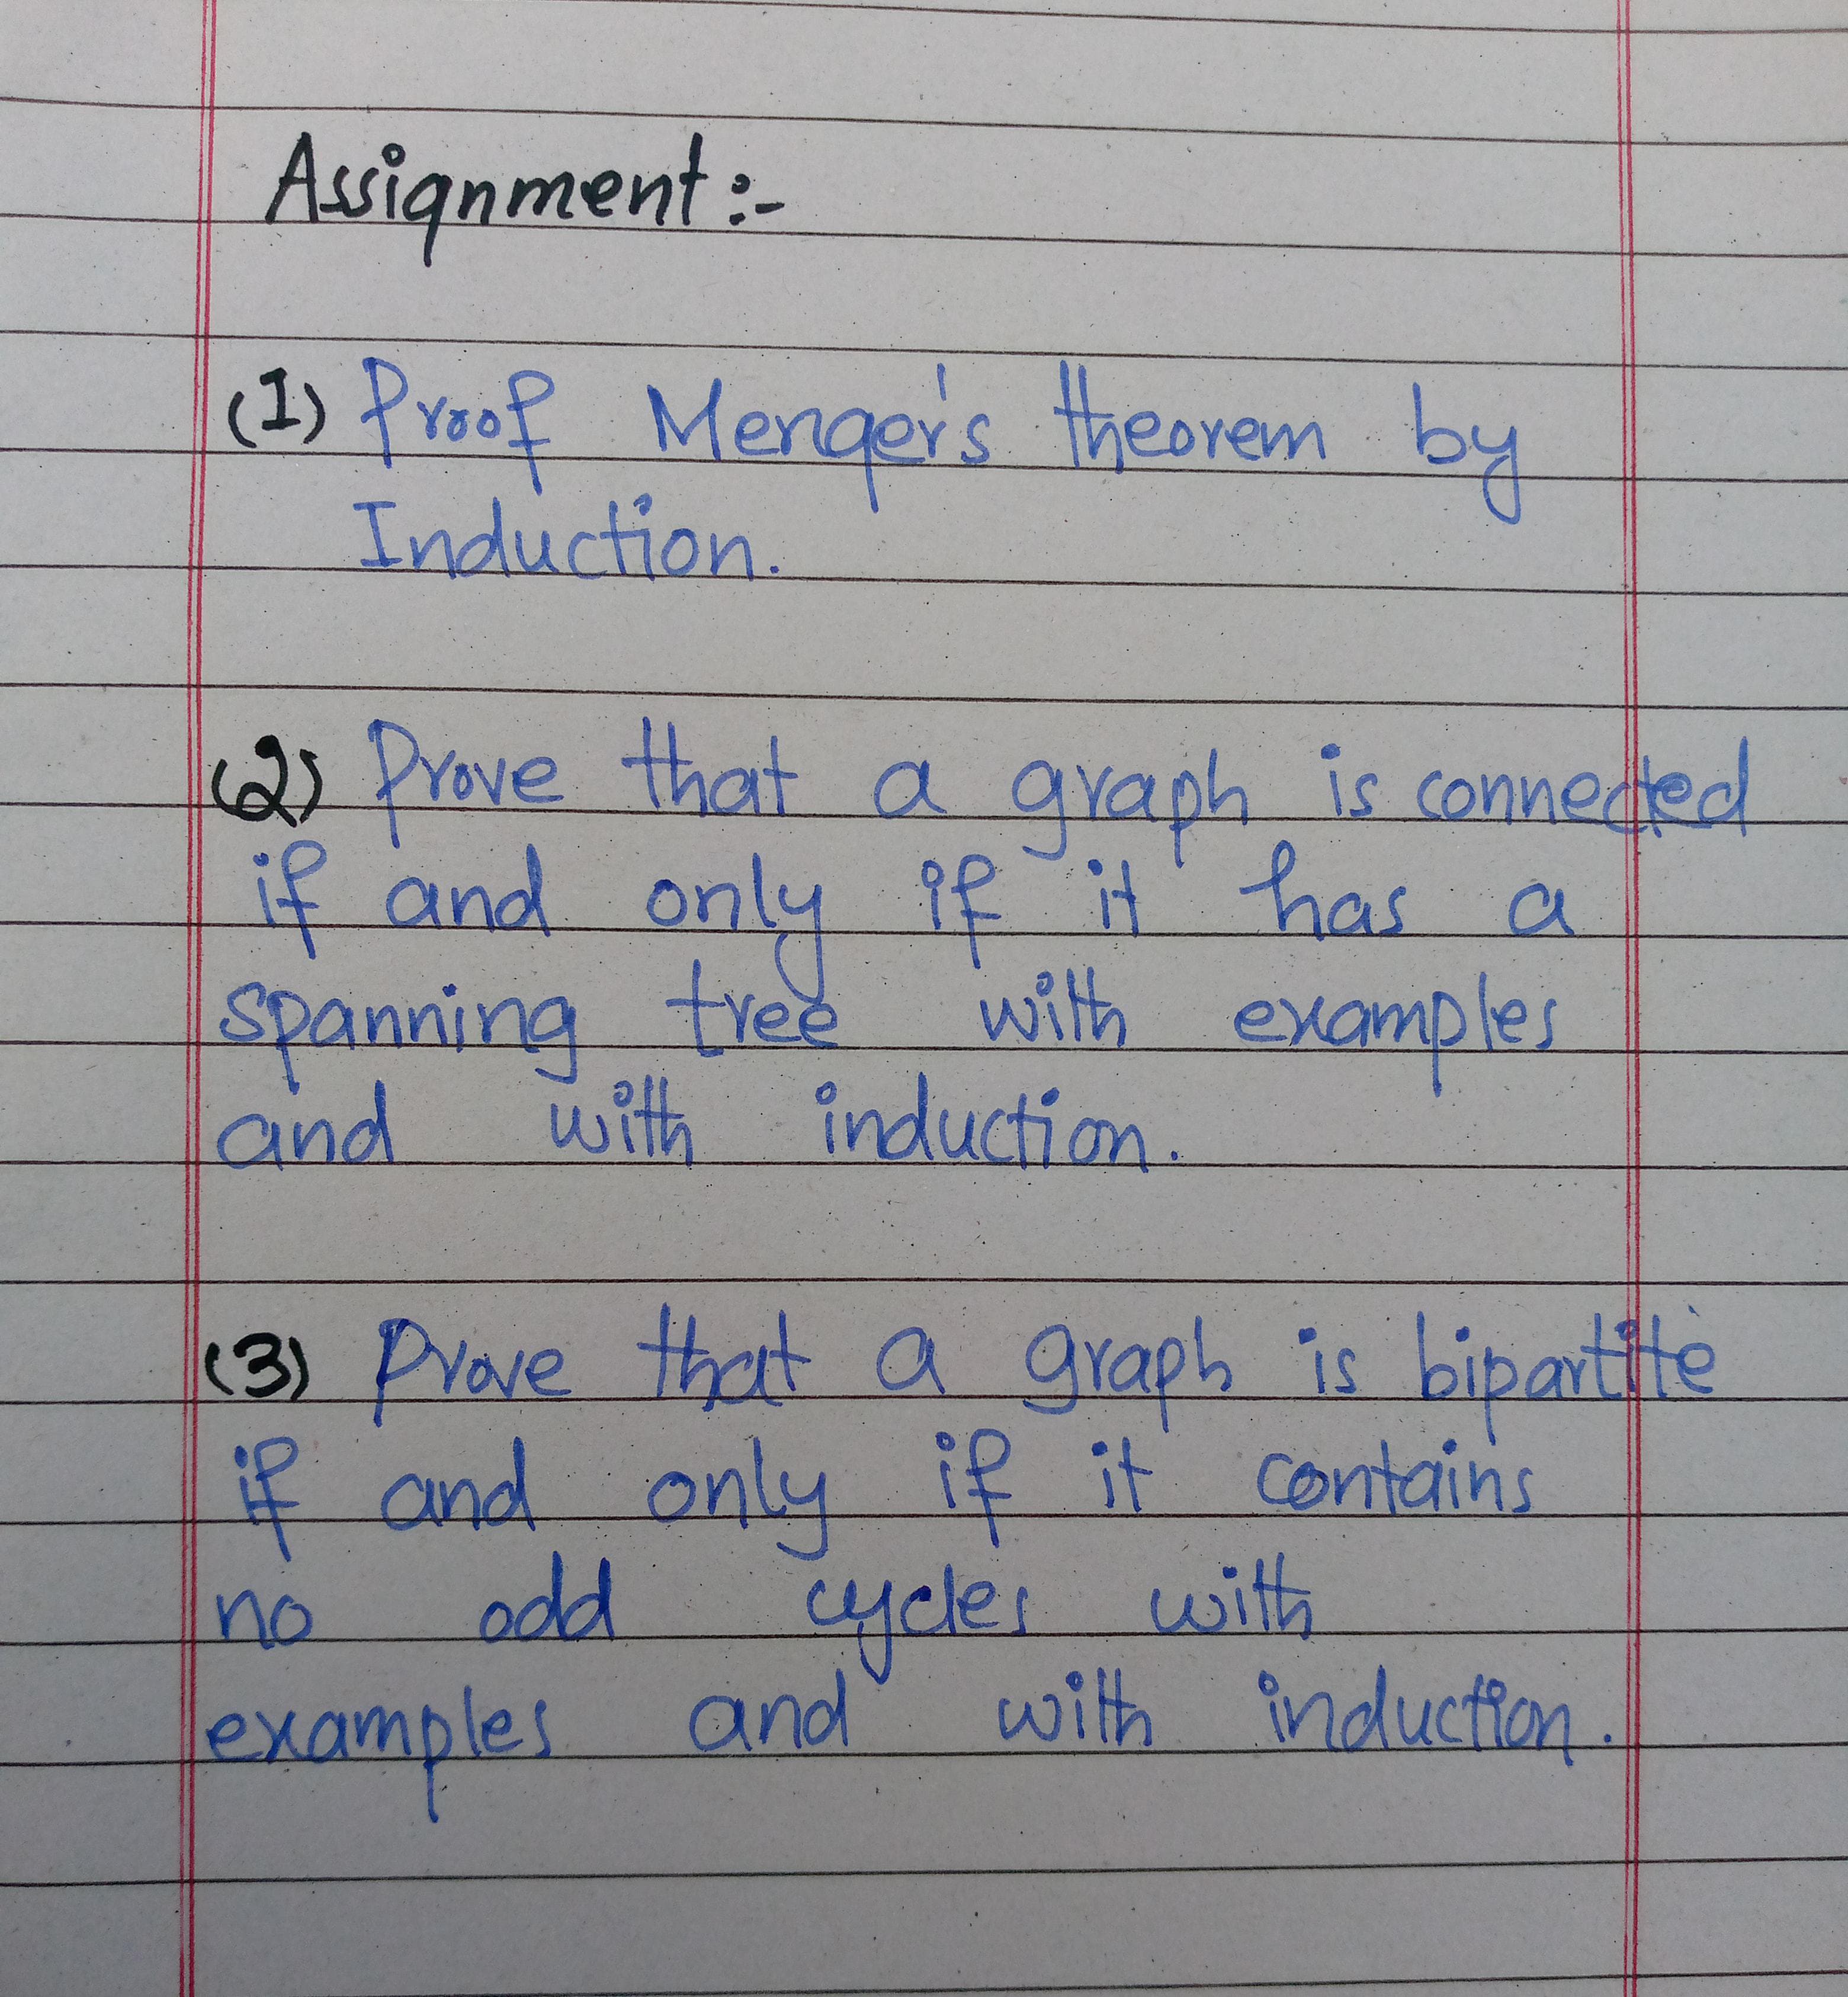 Assignment:-
(1) Proof Menger's theorem by
Induction.
(2) Prove that a graph is connected
if and only if it has a
spanning tree with examples
and with induction.
(3) Prove that a graph is bipartite
if and only if it contains
no odd cycles with
examples and with induction.